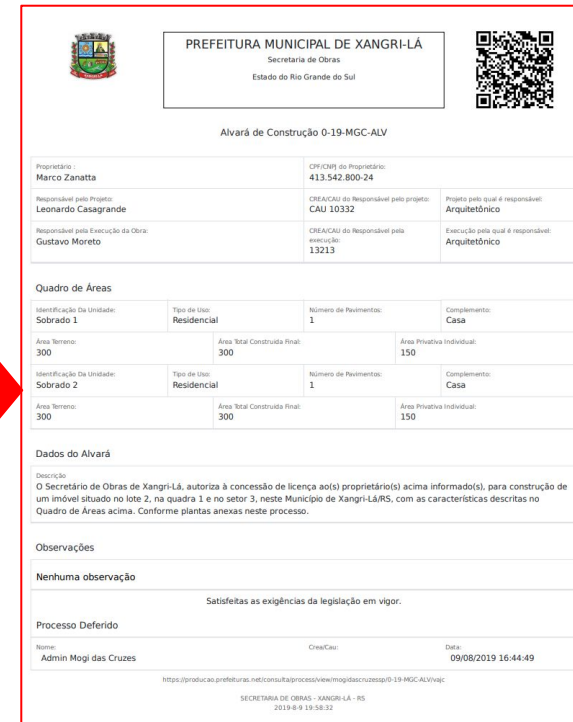 PREFEITURA MUNICIPAL DE XANGRI-LÁ
Secretaria de Obras
Estado do Rio Grande do Sul
Alvará de Construção 0-19-MGC-ALV
Proprietário :
Marco Zanatta
CPF/CNPJ do Proprietário:
413.542.800-24
Responsável pelo Projeto:
Leonardo Casagrande
CREA/CAU do Responsável pelo projeto:
CAU 10332
Projeto pelo qual é responsável:
Arquitetônico
Responsável pela Execução da Obra:
Gustavo Moreto
CREA/CAU do Responsável pela
execução:
13213
Execução pela qual é responsável:
Arquitetônico
Quadro de Áreas
Identificação Da Unidade:
Sobrado 1
Tipo de Uso:
Residencial
Número de Pavimentos:
1
Complemento:
Casa
Área Terreno:
300
Área Total Construida Final:
300
Área Privativa Individual:
150
Identificação Da Unidade:
Sobrado 2
Tipo de Uso:
Residencial
Número de Pavimentos:
1
Complemento:
Casa
Área Terreno:
300
Área Total Construida Final:
300
Área Privativa Individual:
150
Dados do Alvará
Descrição
O Secretário de Obras de Xangri-Lá, autoriza à concessão de licença ao(s) proprietário(s) acima informado(s), para construção de
um imóvel situado no lote 2, na quadra 1 e no setor 3, neste Município de Xangri-Lá/RS, com as características descritas no
Quadro de Áreas acima. Conforme plantas anexas neste processo.
Observações
Nenhuma observação
Satisfeitas as exigências da legislação em vigor.
Processo Deferido
Nome:
Admin Mogi das Cruzes
Crea/Cau:
Data:
09/08/2019 16:44:49
https://producao.prefeituras.net/consulta/process/view/mogidascruzessp/0-19-MGC-ALV/vajc
SECRETARIA DE OBRAS - XANGRI-LÁ - RS
2019-8-9 19:58:32